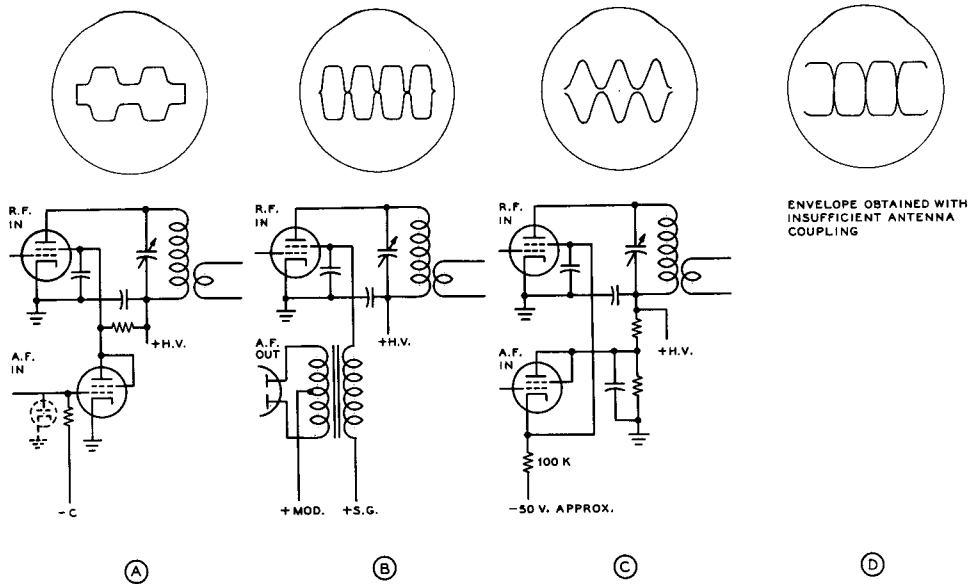 R.F.
IN
A.F.
IN
+H.V.
-C
R.F.
IN
A.F.
OUT
+H.V.
+MOD.
+S.G.
R.F.
IN
A.F.
IN
+H.V.
100 K
-50 V. APPROX.
ENVELOPE OBTAINED WITH
INSUFFICIENT ANTENNA
COUPLING
A
B
C
D